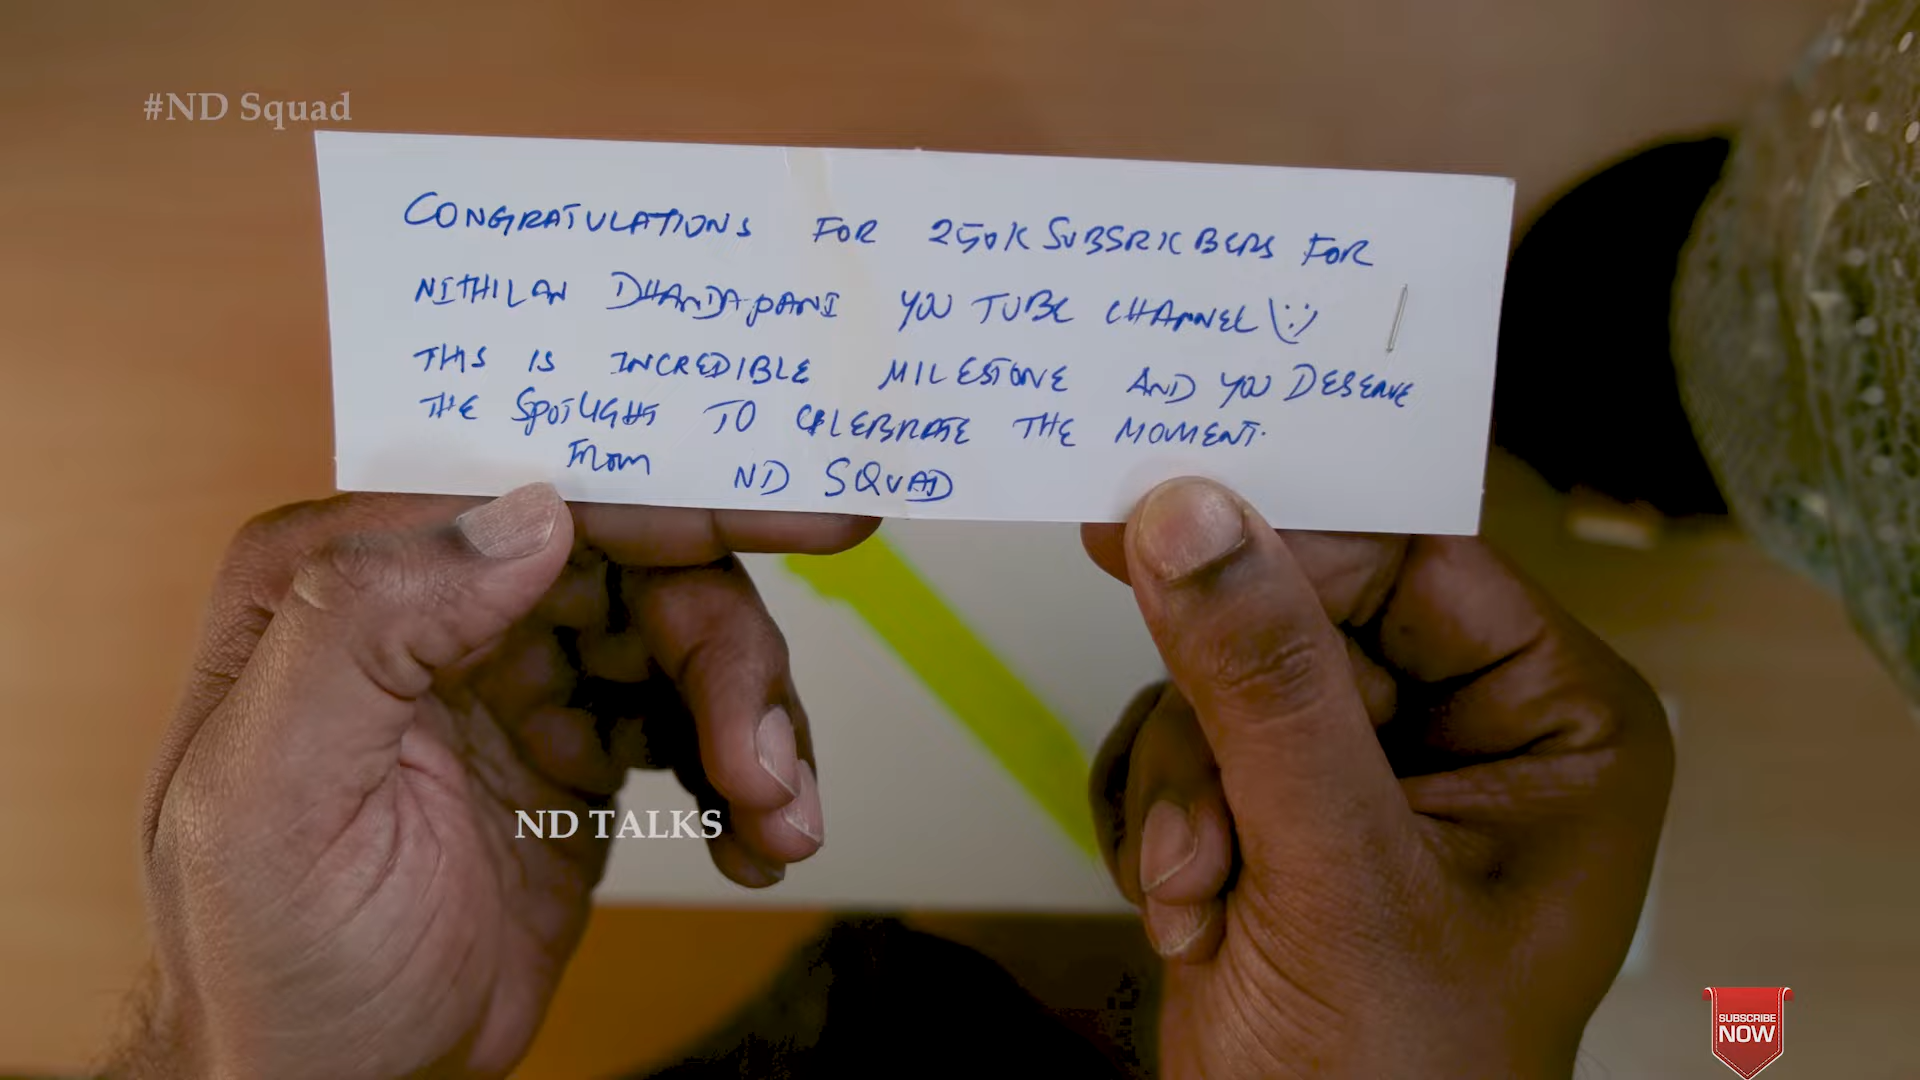 #ND Squad
CONGRATULATIONS FOR 250K SUBSRICBERS FOR
NITHILAN DHANDAPANI YOU TUBE CHANNEL :)
THIS IS INCREDIBLE MILESTONE AND YOU DESERVE
THE SPOTLIGHT TO CELEBRATE THE MOMENT.
From ND SQUAD
ND TALKS
SUBSCRIBE
NOW